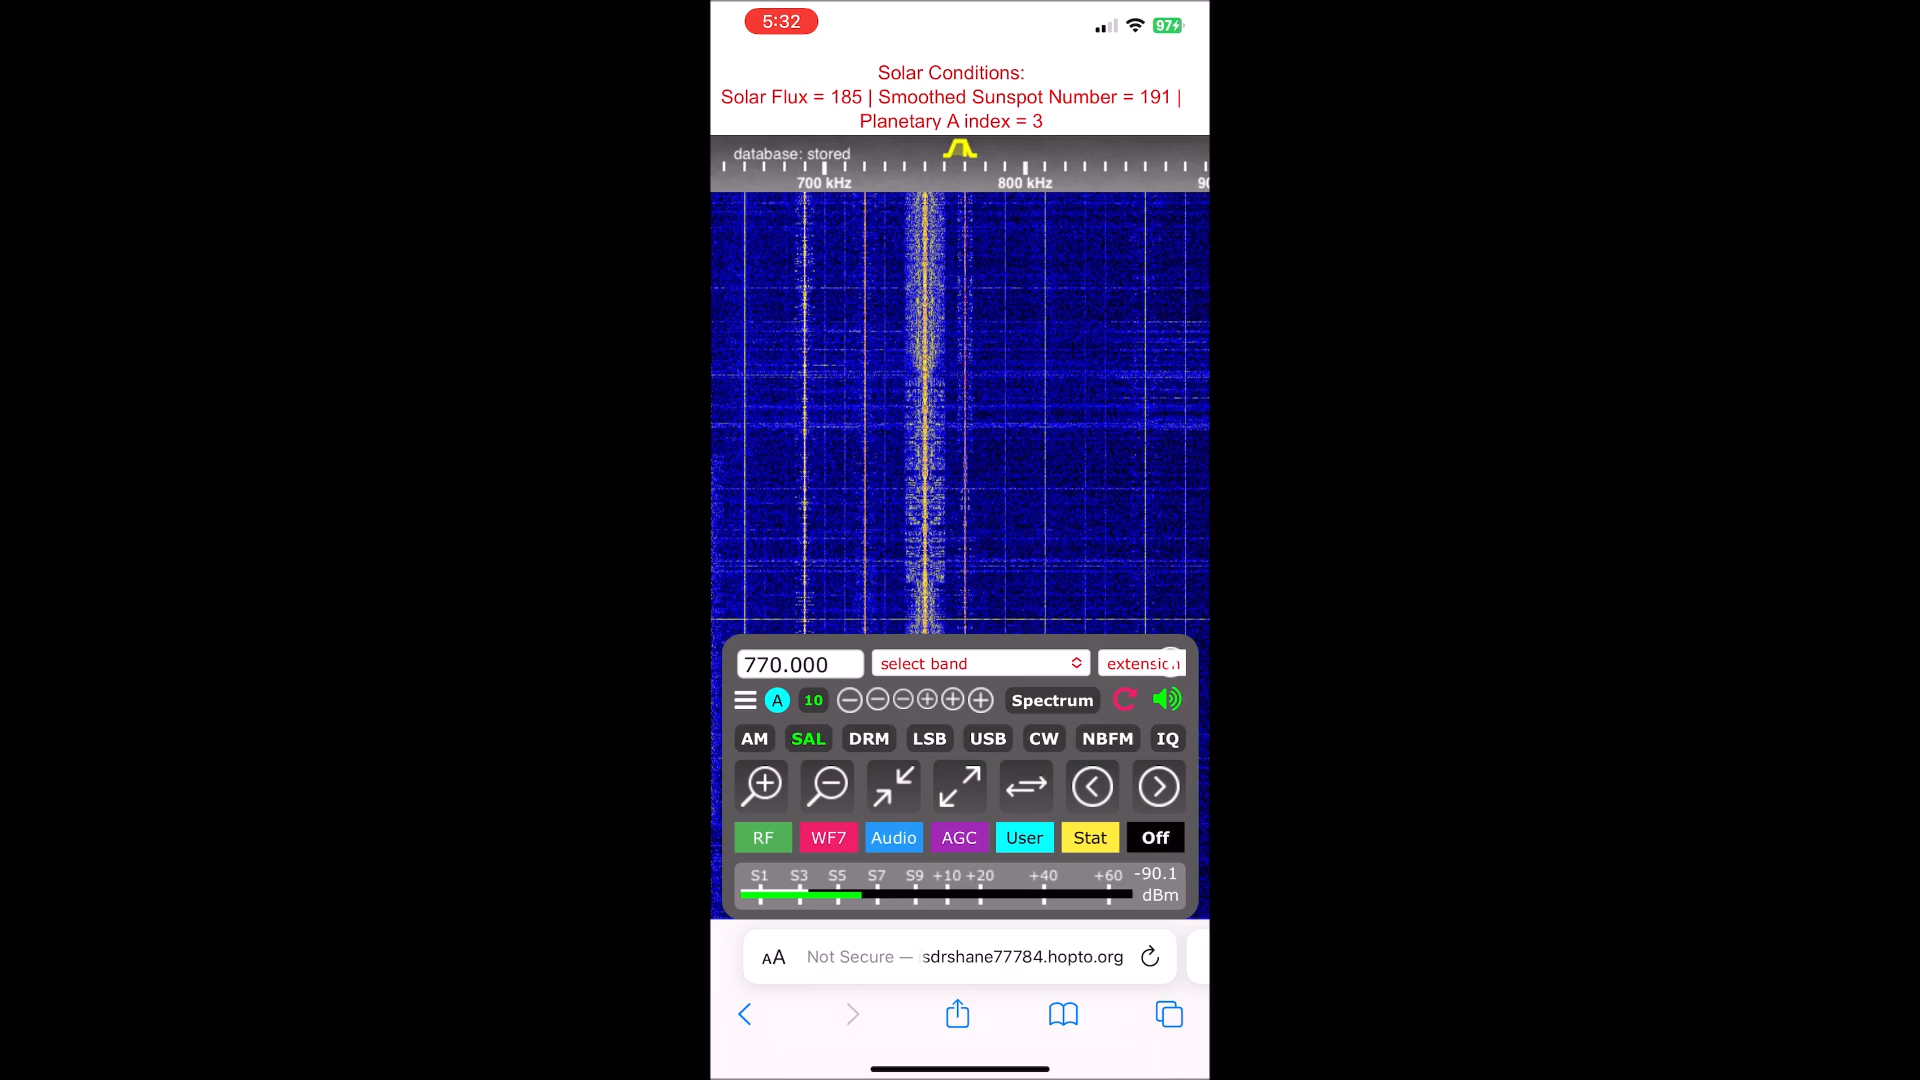 5:32
97
Solar Conditions:
Solar Flux = 185 | Smoothed Sunspot Number = 191 |
Planetary A index = 3
database: stored
700 kHz 800 kHz 90
770.000 select band extension
A 10 Spectrum
AM SAL DRM LSB USB CW NBFM IQ
RF WF7 Audio AGC User Stat Off
S1 S3 S5 S7 S9 +10 +20 +40 +60 -90.1
dBm
AA Not Secure — sdrshane77784.hopto.org